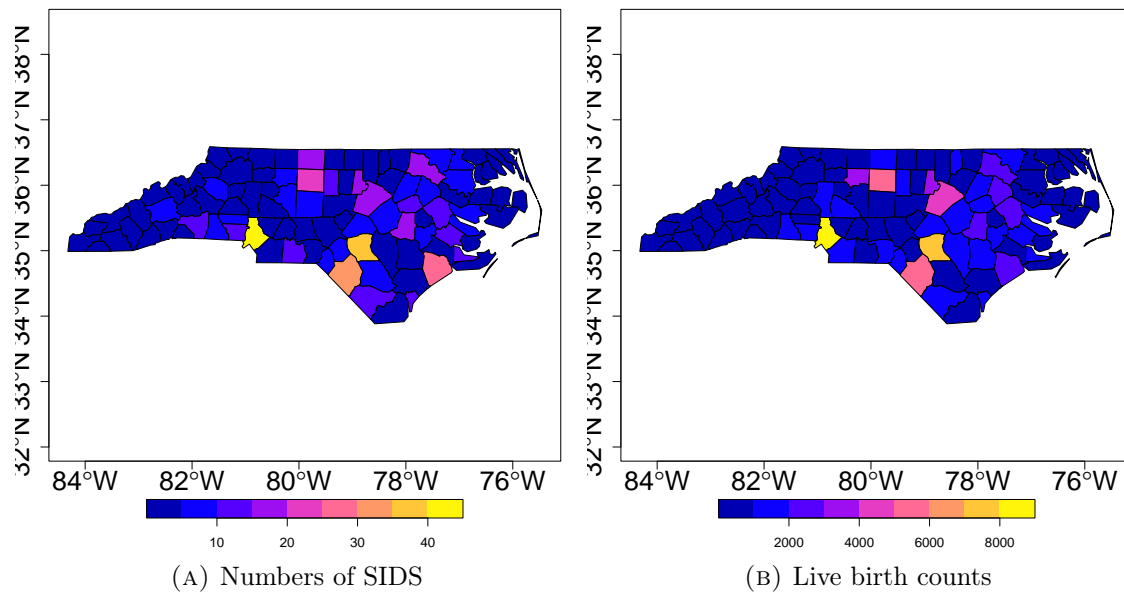 38°N
37°N
36°N
35°N
34°N
33°N
32°N
84°W 82°W 80°W 78°W 76°W
10 20 30 40
(A) Numbers of SIDS
38°N
37°N
36°N
35°N
34°N
33°N
32°N
84°W 82°W 80°W 78°W 76°W
2000 4000 6000 8000
(B) Live birth counts